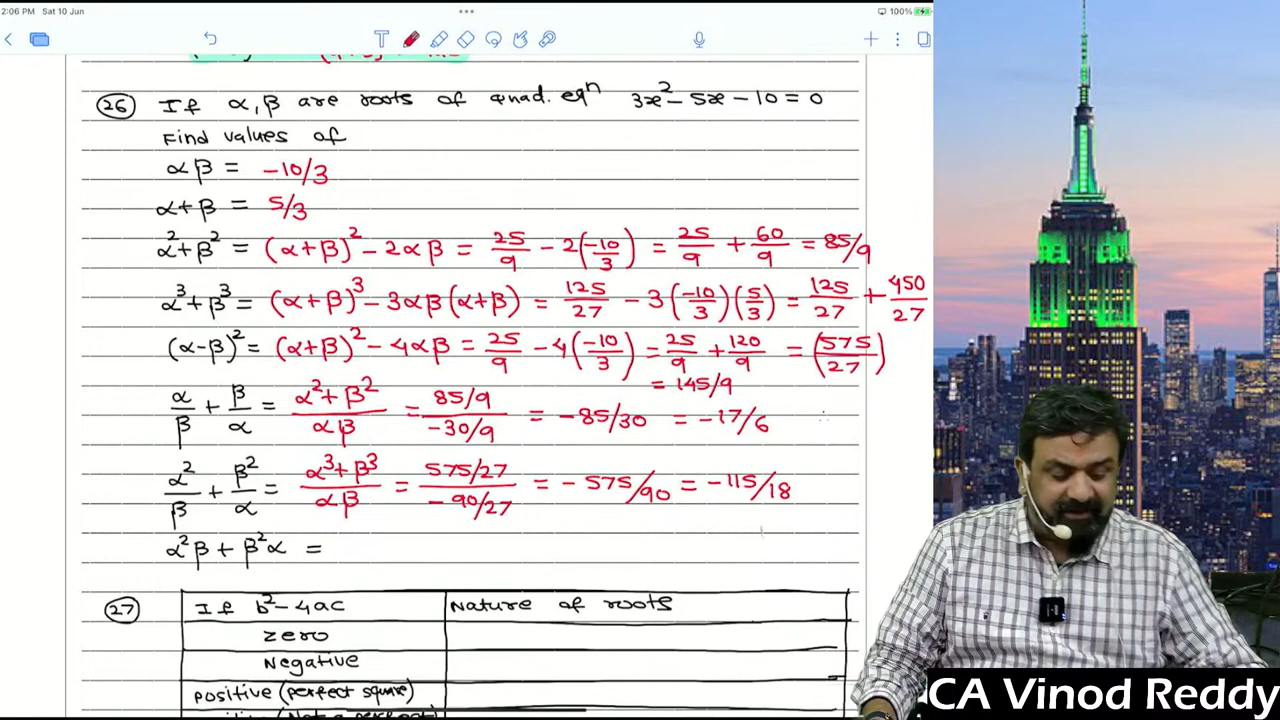 2:06 PM Sat 10 Jun
100%
26 If α, β are roots of quad. eqⁿ 3x² - 5x - 10 = 0
Find values of
αβ = -10/3
α+β = 5/3
α²+β² = (α+β)² - 2αβ = 25/9 - 2(-10/3) = 25/9 + 60/9 = 85/9
α³+β³ = (α+β)³ - 3αβ(α+β) = 125/27 - 3(-10/3)(5/3) = 125/27 + 450/27
= (575/27)
(α-β)² = (α+β)² - 4αβ = 25/9 - 4(-10/3) = 25/9 + 120/9
= 145/9
α/β + β/α = α²+β²/αβ = 85/9/-30/9 = -85/30 = -17/6
α²/β + β²/α = α³+β³/αβ = 575/27/-90/27 = -575/90 = -115/18
α²β + β²α =
27 If b²-4ac Nature of roots
zero
Negative
positive (perfect square)
CA Vinod Reddy